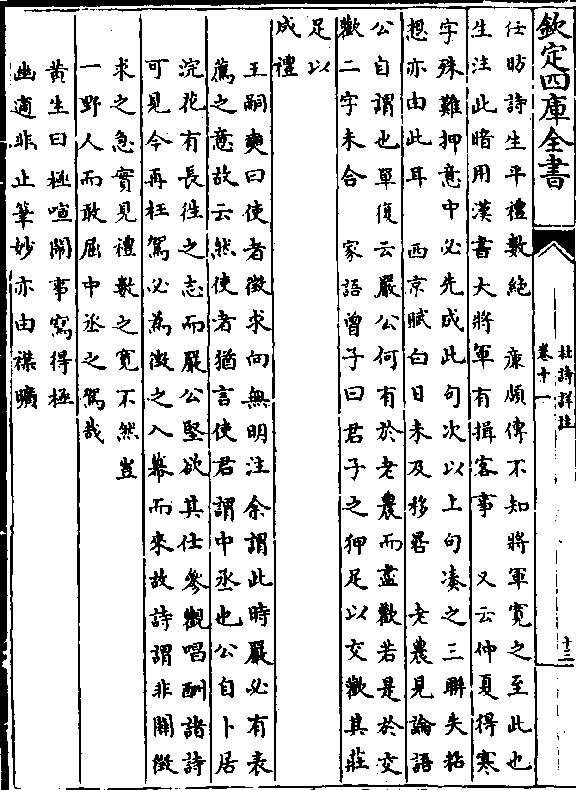 欽定四庫全書
杜詩詳註
卷十一
十三
任昉詩生平禮數絶　廉頗傳不知將軍寛之至此也
生注此暗用漢書大將軍有揖客事　又云仲夏得寒
字殊難押意中必先成此句次以上句湊之三聯失粘
想亦由此耳　西京賦白日未及移晷　老農見論語
公自謂也單復云嚴公何有於老農而盡歡若是於交
歡二字未合　家語曾子曰君子之狎足以交歡其莊
足以
成禮
王嗣奭曰使者徵求向無明注余謂此時嚴必有表
薦之意故云然使者猶言使君謂中丞也公自卜居
浣花有長徃之志而嚴公堅欲其仕參觀唱酬諸詩
可見今再枉駕必為徵之入幕而來故詩謂非關徵
求之急實見禮數之寛不然豈
一野人而敢屈中丞之駕哉
黄生曰極喧鬧事寫得極
幽適非止筆妙亦由襟曠